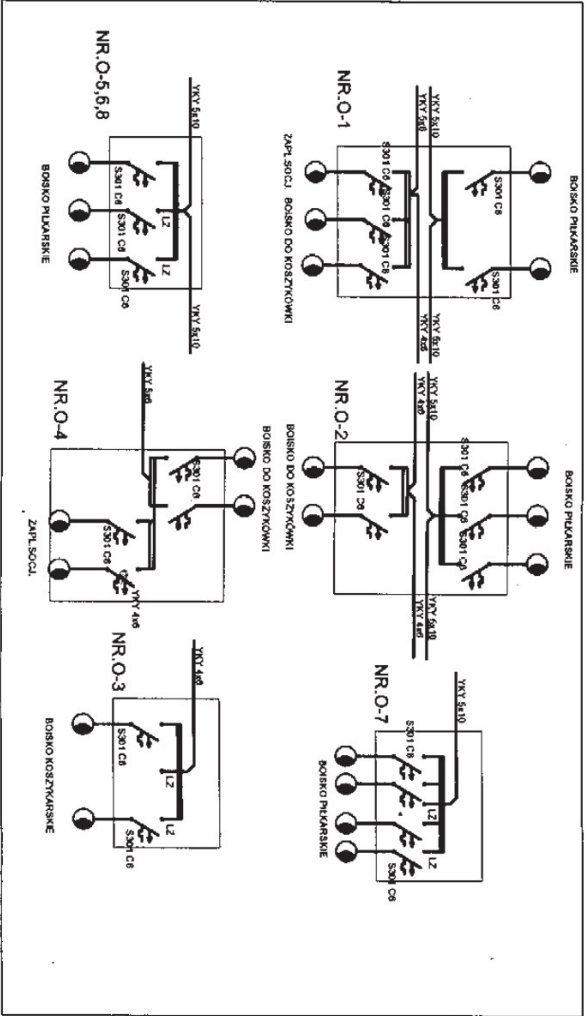 BOISKO PIŁKARSKIE
S301 C6
S301 C6
NR.O-1
YKY 5x10
YKY 5x6
YKY 5x10
YKY 4x6
S301 C6
S301 C6
ZAPL.SOCJ. BOISKO DO KOSZYKÓWKI
BOISKO PIŁKARSKIE
S301 C6
S301 C6
S301 C6
NR.O-2
YKY 5x10
YKY 4x6
YKY 5x10
YKY 4x6
S301 C6
BOISKO DO KOSZYKÓWKI
NR.O-7
YKY 5x10
LZ
LZ
S301 C6
S301 C6
BOISKO PIŁKARSKIE
NR.O-5,6,8
YKY 5x10
YKY 5x10
LZ
LZ
S301 C6
S301 C6
S301 C6
BOISKO PIŁKARSKIE
BOISKO DO KOSZYKÓWKI
S301 C6
NR.O-4
YKY 5x6
S301 C6
YKY 4x6
ZAPL.SOCJ.
NR.O-3
YKY 4x6
LZ
LZ
S301 C6
S301 C6
BOISKO KOSZYKARSKIE